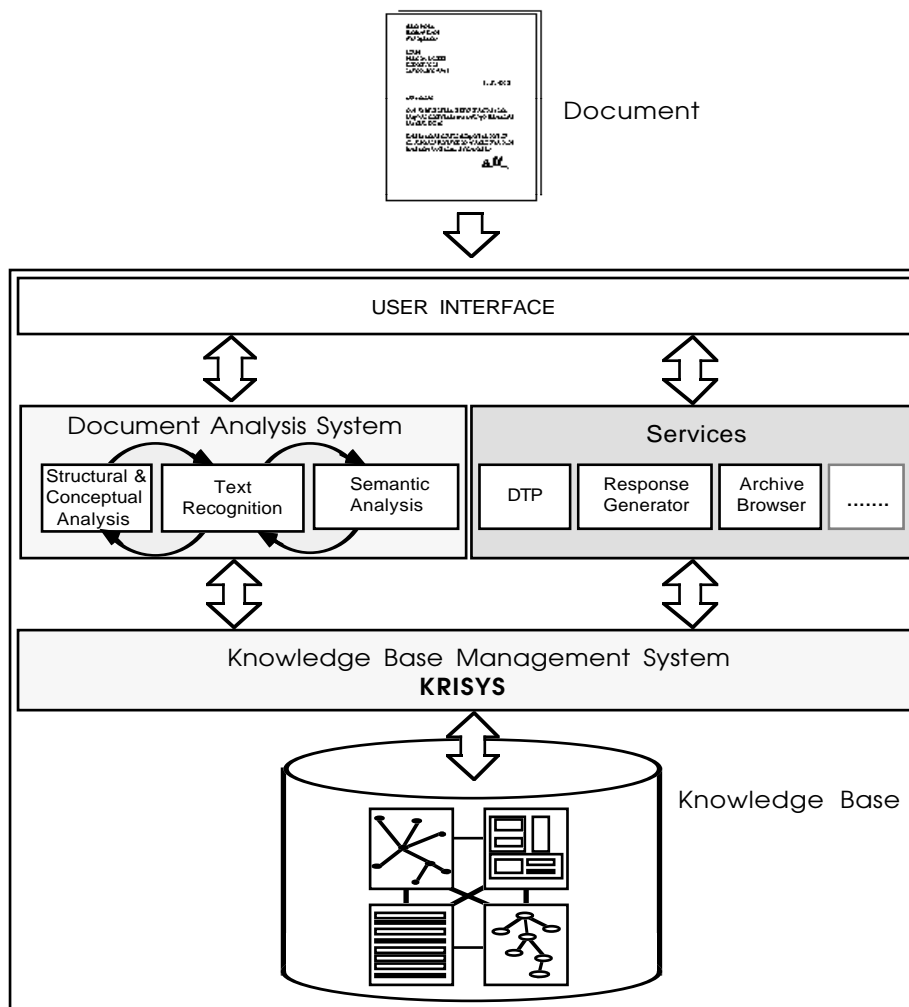 Document
USER INTERFACE
Document Analysis System
Structural &
Conceptual
Analysis
Text
Recognition
Semantic
Analysis
Services
DTP
Response
Generator
Archive
Browser
.......
Knowledge Base Management System
KRISYS
Knowledge Base